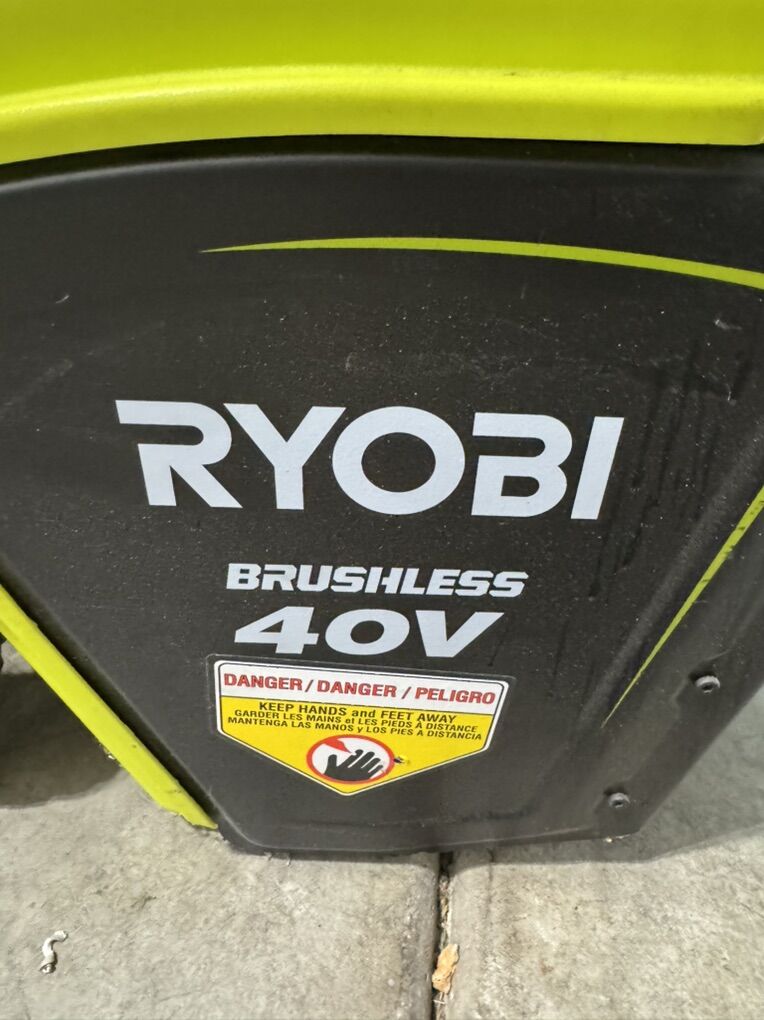 RYOBI
BRUSHLESS
40V
DANGER / DANGER / PELIGRO
KEEP HANDS and FEET AWAY
GARDER LES MAINS et LES PIEDS À DISTANCE
MANTENGA LAS MANOS y LOS PIES A DISTANCIA